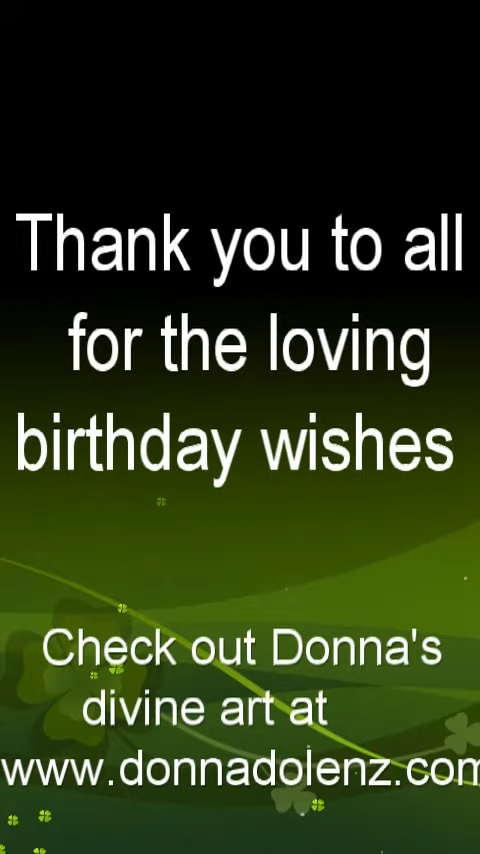 Thank you to all
for the loving
birthday wishes
Check out Donna's
divine art at
www.donnadolenz.com